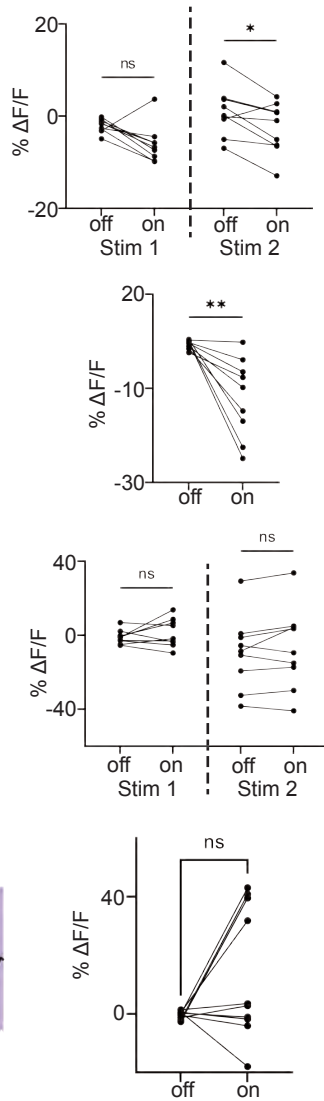 20
ns
*
% ΔF/F
0
-20
off on off on
Stim 1 Stim 2
20
**
% ΔF/F
-10
-30
off on
40
ns
ns
% ΔF/F
0
-40
off on off on
Stim 1 Stim 2
ns
40
% ΔF/F
0
off on